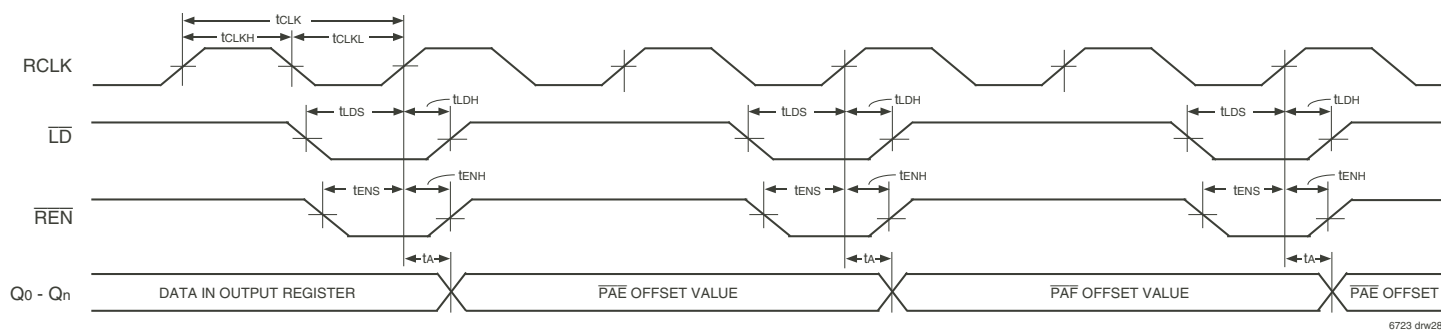 tCLK
tCLKH tCLKL
RCLK
tLDS tLDH tLDS tLDH tLDS tLDH
LD
tENS tENH tENS tENH tENS tENH
REN
tA tA tA
Q0 - Qn DATA IN OUTPUT REGISTER PAE OFFSET VALUE PAF OFFSET VALUE PAE OFFSET
6723 drw28